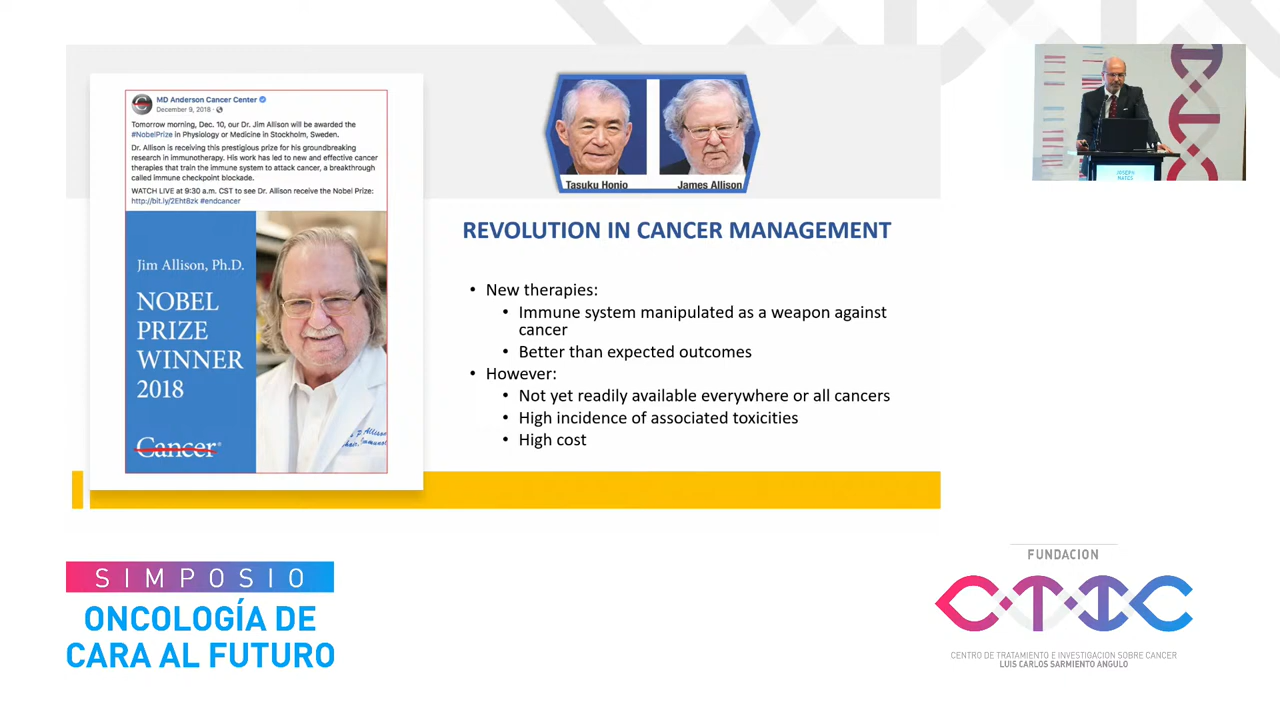 MD Anderson Cancer Center
December 9, 2018 ·
Tomorrow morning, Dec. 10, our Dr. Jim Allison will be awarded the
#NobelPrize in Physiology or Medicine in Stockholm, Sweden.
Dr. Allison is receiving this prestigious prize for his groundbreaking
research in immunotherapy. His work has led to new and effective cancer
therapies that train the immune system to attack cancer, a breakthrough
called immune checkpoint blockade.
WATCH LIVE at 9:30 a.m. CST to see Dr. Allison receive the Nobel Prize:
http://bit.ly/2Eht8zk #endcancer
Jim Allison, Ph.D.
NOBEL
PRIZE
WINNER
2018
Cancer
Tasuku Honio
James Allison
REVOLUTION IN CANCER MANAGEMENT
• New therapies:
• Immune system manipulated as a weapon against
cancer
• Better than expected outcomes
• However:
• Not yet readily available everywhere or all cancers
• High incidence of associated toxicities
• High cost
JOSEPH
SIMPOSIO
ONCOLOGÍA DE
CARA AL FUTURO
FUNDACION
CTIC
CENTRO DE TRATAMIENTO E INVESTIGACION SOBRE CANCER
LUIS CARLOS SARMIENTO ANGULO